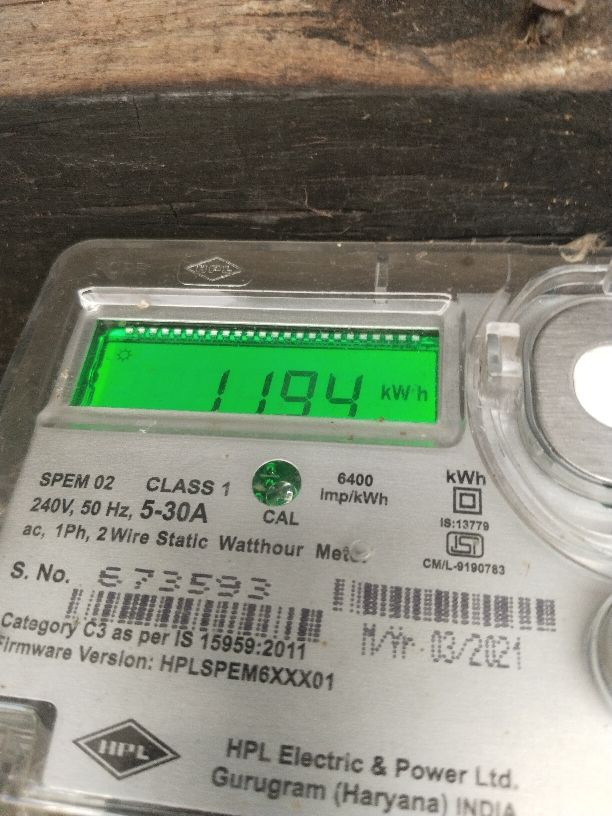 HPL
1194 kWh
SPEM 02 CLASS 1 6400 kWh
240V, 50 Hz, 5-30A Imp/kWh
CAL IS:13779
ac, 1Ph, 2 Wire Static Watthour Meter
ISI
CM/L-9190783
S. No. 673593
M/Yr 03/2021
Category C3 as per IS 15959:2011
Firmware Version: HPLSPEM6XXX01
HPL
HPL Electric & Power Ltd.
Gurugram (Haryana) INDIA